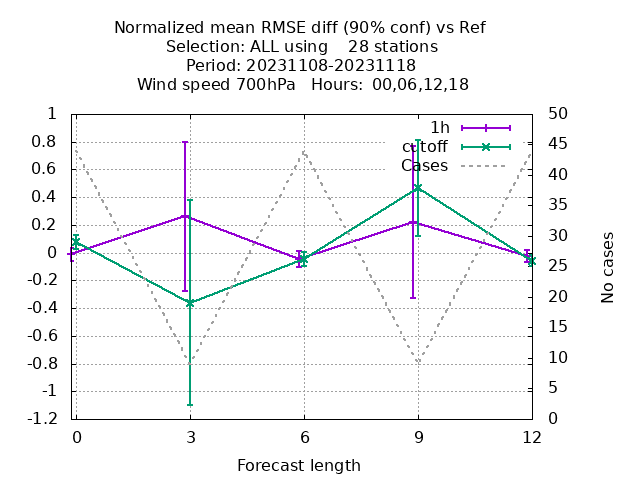 Normalized mean RMSE diff (90% conf) vs Ref
Selection: ALL using    28 stations
Period: 20231108-20231118
Wind speed 700hPa   Hours:  00,06,12,18
1
0.8
0.6
0.4
0.2
0
-0.2
-0.4
-0.6
-0.8
-1
-1.2
50
45
40
35
30
25
20
15
10
5
0
1h
cutoff
Cases
No cases
0 3 6 9 12
Forecast length